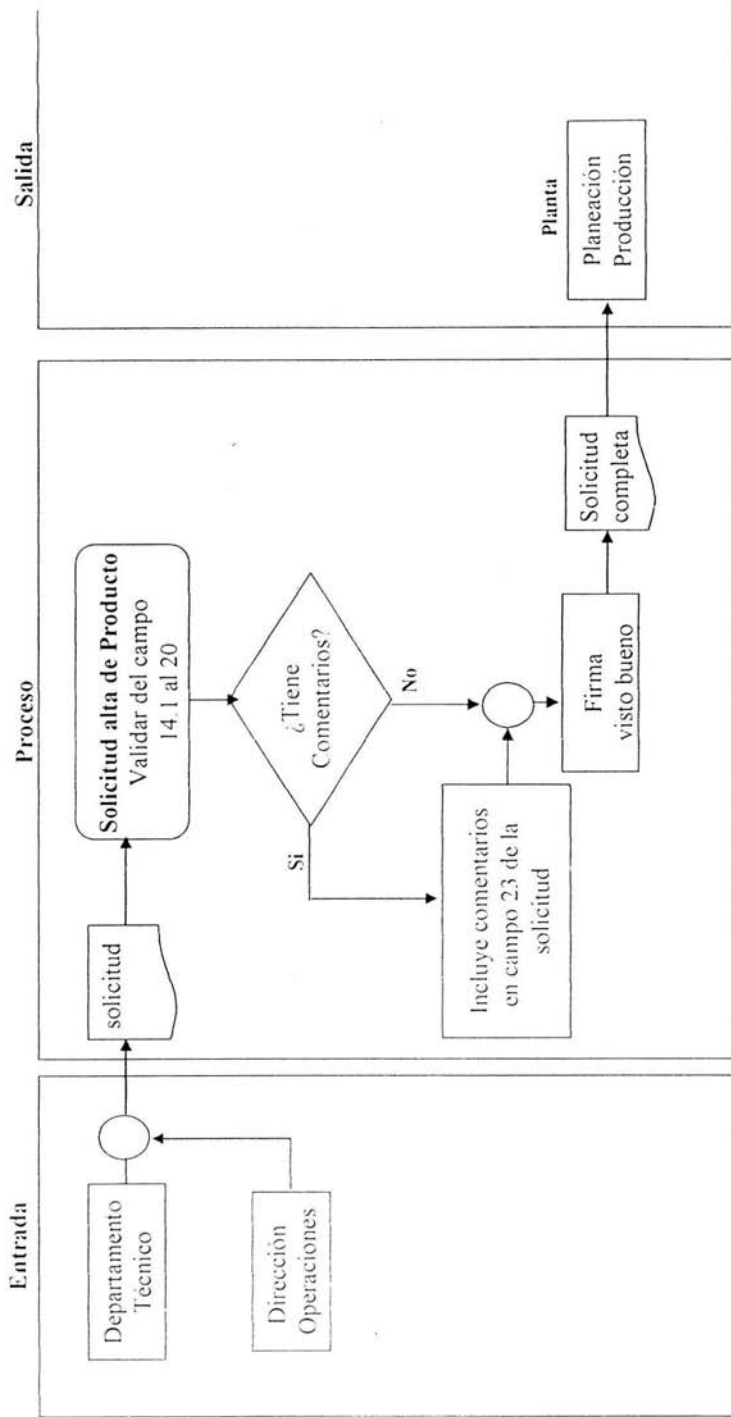 Entrada
Proceso
Salida
Departamento
Técnico
Dirección
Operaciones
solicitud
Solicitud alta de Producto
Validar del campo
14.1 al 20
¿Tiene
Comentarios?
Si
No
Incluye comentarios
en campo 23 de la
solicitud
Firma
visto bueno
Solicitud
completa
Planta
Planeación
Producción